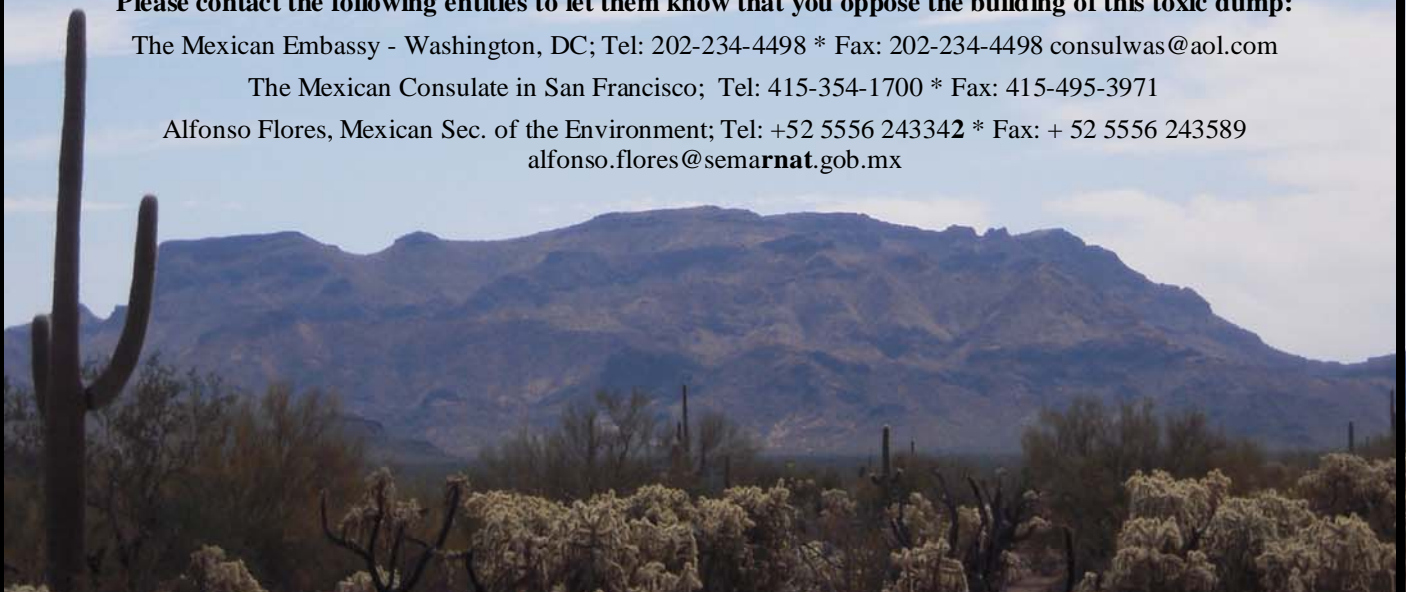 Please contact the following entities to let them know that you oppose the building of this toxic dump:
The Mexican Embassy - Washington, DC; Tel: 202-234-4498 * Fax: 202-234-4498 consulwas@aol.com
The Mexican Consulate in San Francisco;  Tel: 415-354-1700 * Fax: 415-495-3971
Alfonso Flores, Mexican Sec. of the Environment; Tel: +52 5556 243342 * Fax: + 52 5556 243589
alfonso.flores@semarnat.gob.mx